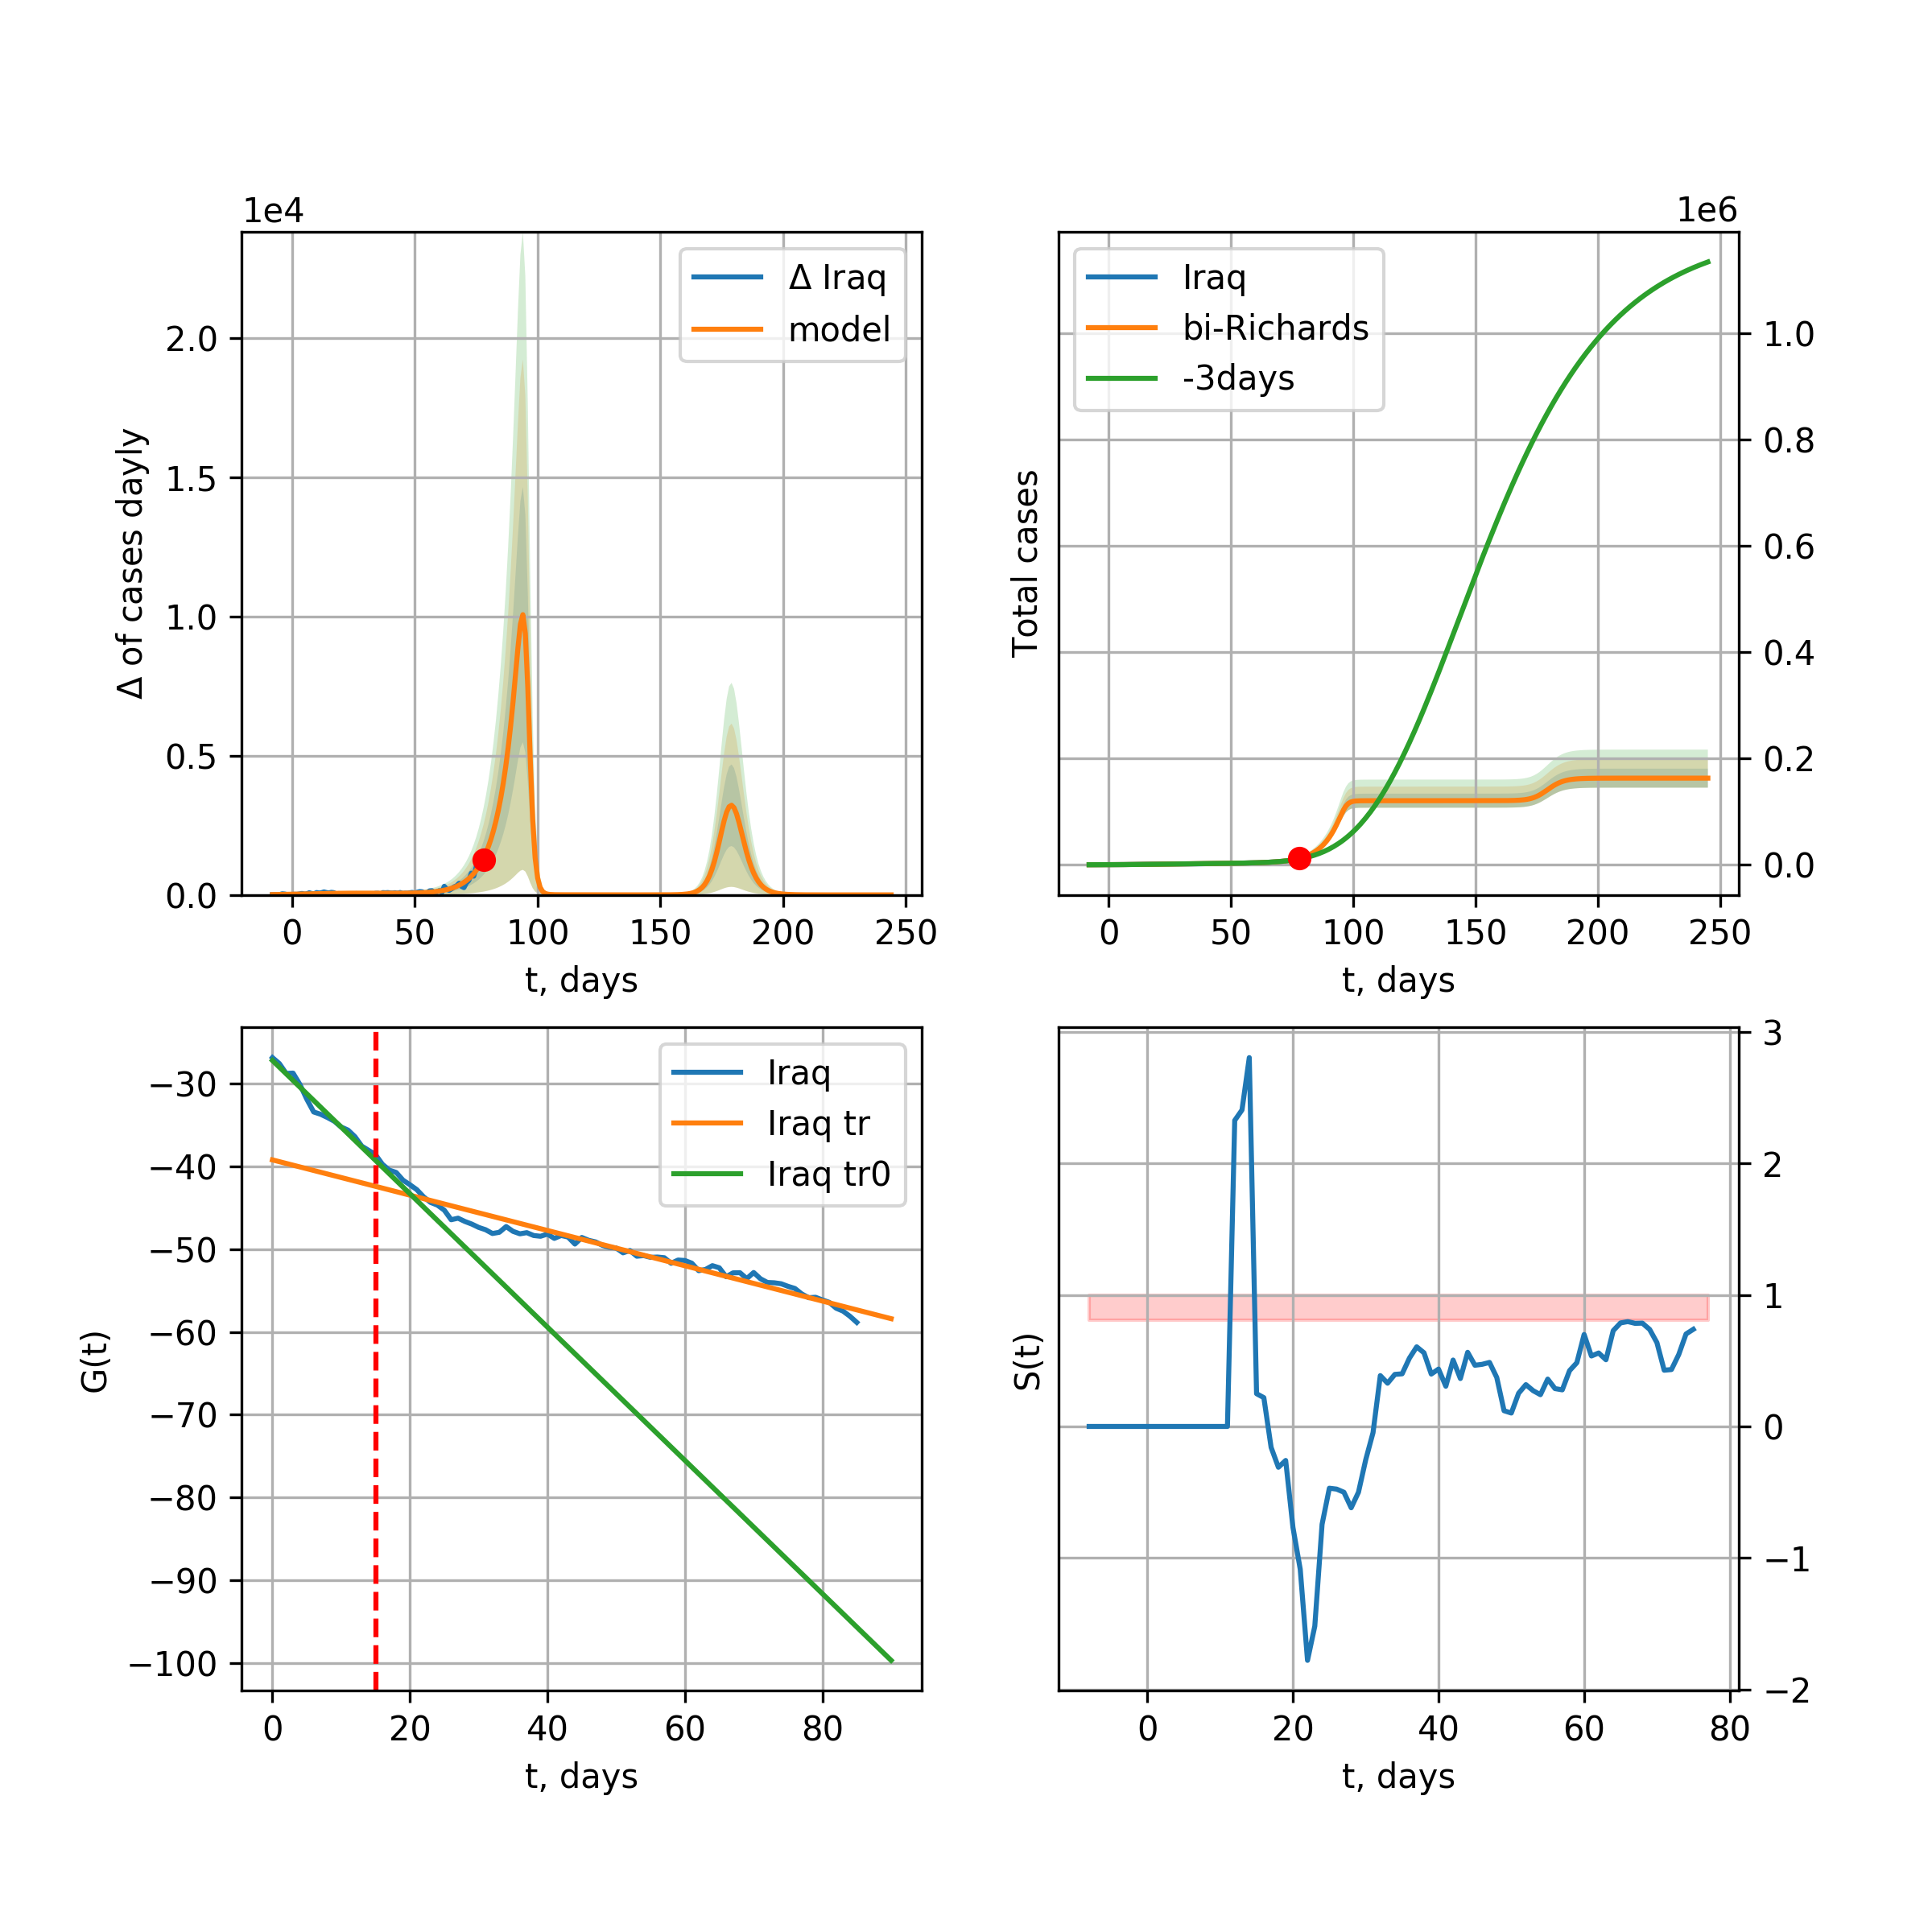 1e4
Δ Iraq
model
2.0
1.5
1.0
0.5
0.0
Δ of cases dayly
0 50 100 150 200 250
t, days
1e6
Iraq
bi-Richards
-3days
1.0
0.8
0.6
0.4
0.2
0.0
Total cases
0 50 100 150 200 250
t, days
Iraq
Iraq tr
Iraq tr0
−30
−40
−50
−60
−70
−80
−90
−100
G(t)
0 20 40 60 80
t, days
3
2
1
0
−1
−2
S(t)
0 20 40 60 80
t, days